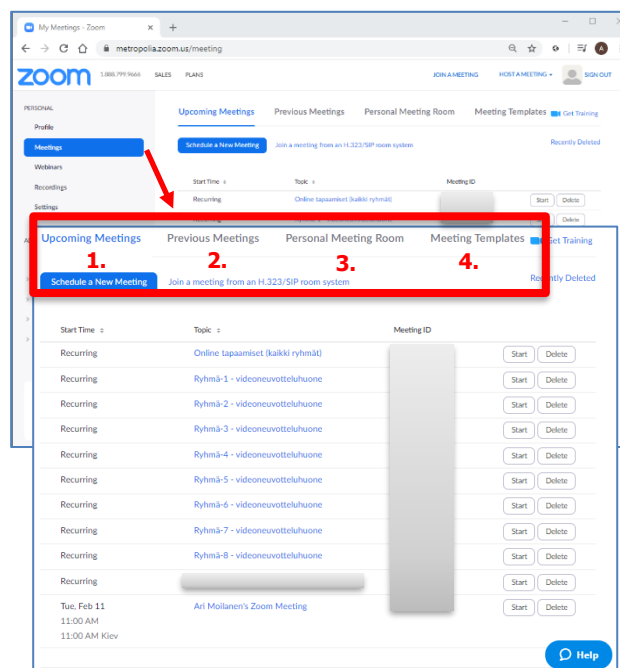 My Meetings - Zoom
metropolia.zoom.us/meeting
zoom 1.888.799.9666 SALES PLANS JOIN A MEETING HOST A MEETING SIGN OUT
PERSONAL
Profile
Meetings
Webinars
Recordings
Settings
Upcoming Meetings Previous Meetings Personal Meeting Room Meeting Templates Get Training
Schedule a New Meeting Join a meeting from an H.323/SIP room system Recently Deleted
Start Time Topic Meeting ID
Recurring Online tapaamiset (kaikki ryhmät) Start Delete
Delete
Upcoming Meetings Previous Meetings Personal Meeting Room Meeting Templates Get Training
1. 2. 3. 4.
Schedule a New Meeting Join a meeting from an H.323/SIP room system Recently Deleted
Start Time Topic Meeting ID
Recurring Online tapaamiset (kaikki ryhmät) Start Delete
Recurring Ryhmä-1 - videoneuvotteluhuone Start Delete
Recurring Ryhmä-2 - videoneuvotteluhuone Start Delete
Recurring Ryhmä-3 - videoneuvotteluhuone Start Delete
Recurring Ryhmä-4 - videoneuvotteluhuone Start Delete
Recurring Ryhmä-5 - videoneuvotteluhuone Start Delete
Recurring Ryhmä-6 - videoneuvotteluhuone Start Delete
Recurring Ryhmä-7 - videoneuvotteluhuone Start Delete
Recurring Ryhmä-8 - videoneuvotteluhuone Start Delete
Recurring Start Delete
Tue, Feb 11 Ari Moilanen's Zoom Meeting Start Delete
11:00 AM
11:00 AM Kiev
Help